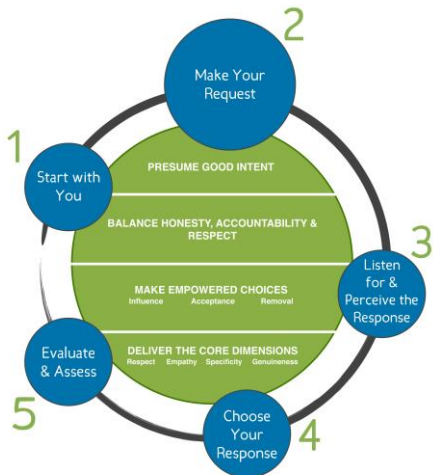 2
Make Your
Request
1
Start with
You
PRESUME GOOD INTENT
BALANCE HONESTY, ACCOUNTABILITY &
RESPECT
3
Listen
for &
Perceive the
Response
MAKE EMPOWERED CHOICES
Influence Acceptance Removal
DELIVER THE CORE DIMENSIONS
Respect Empathy Specificity Genuineness
Evaluate
& Assess
5
Choose
Your
Response
4